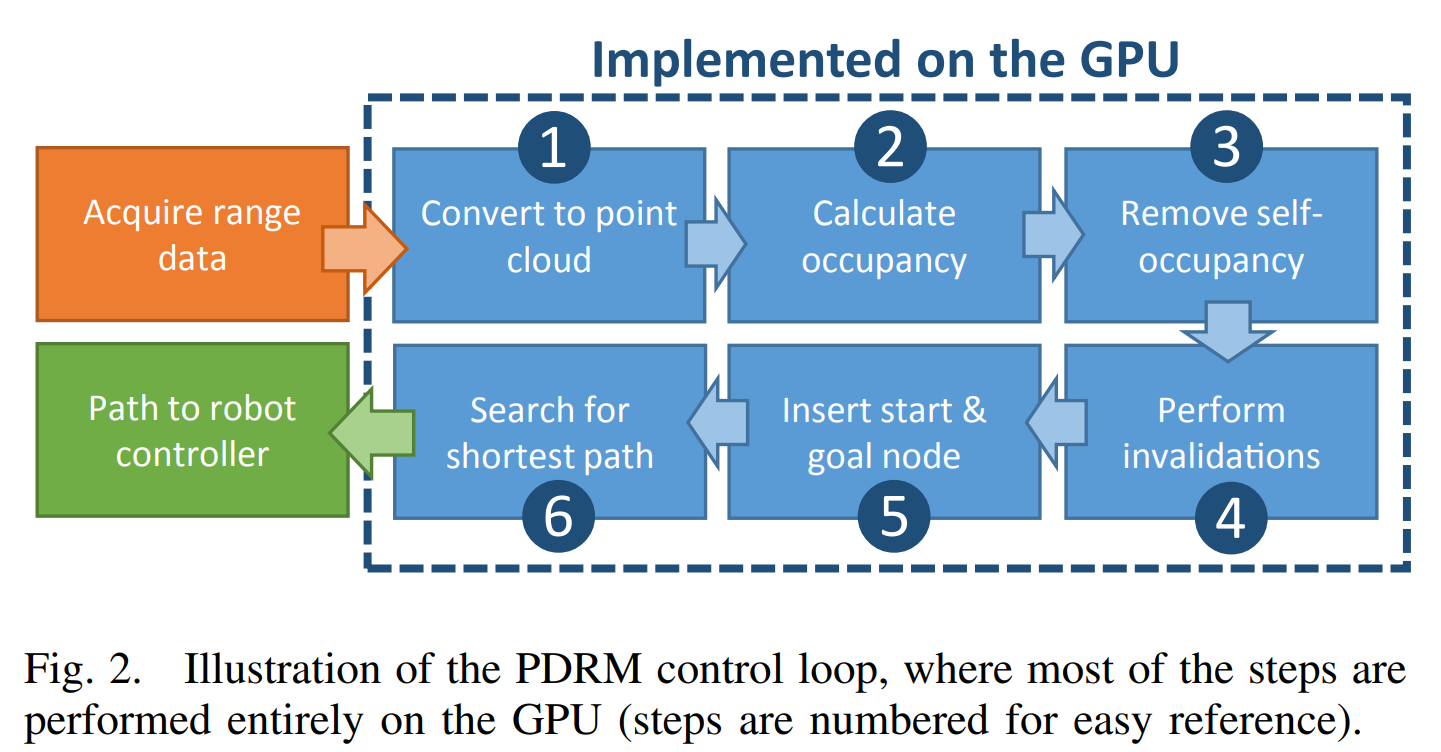 Implemented on the GPU
Acquire range
data
1
Convert to point
cloud
2
Calculate
occupancy
3
Remove self-
occupancy
Perform
invalidations
4
Insert start &
goal node
5
Search for
shortest path
6
Path to robot
controller
Fig. 2. Illustration of the PDRM control loop, where most of the steps are
performed entirely on the GPU (steps are numbered for easy reference).